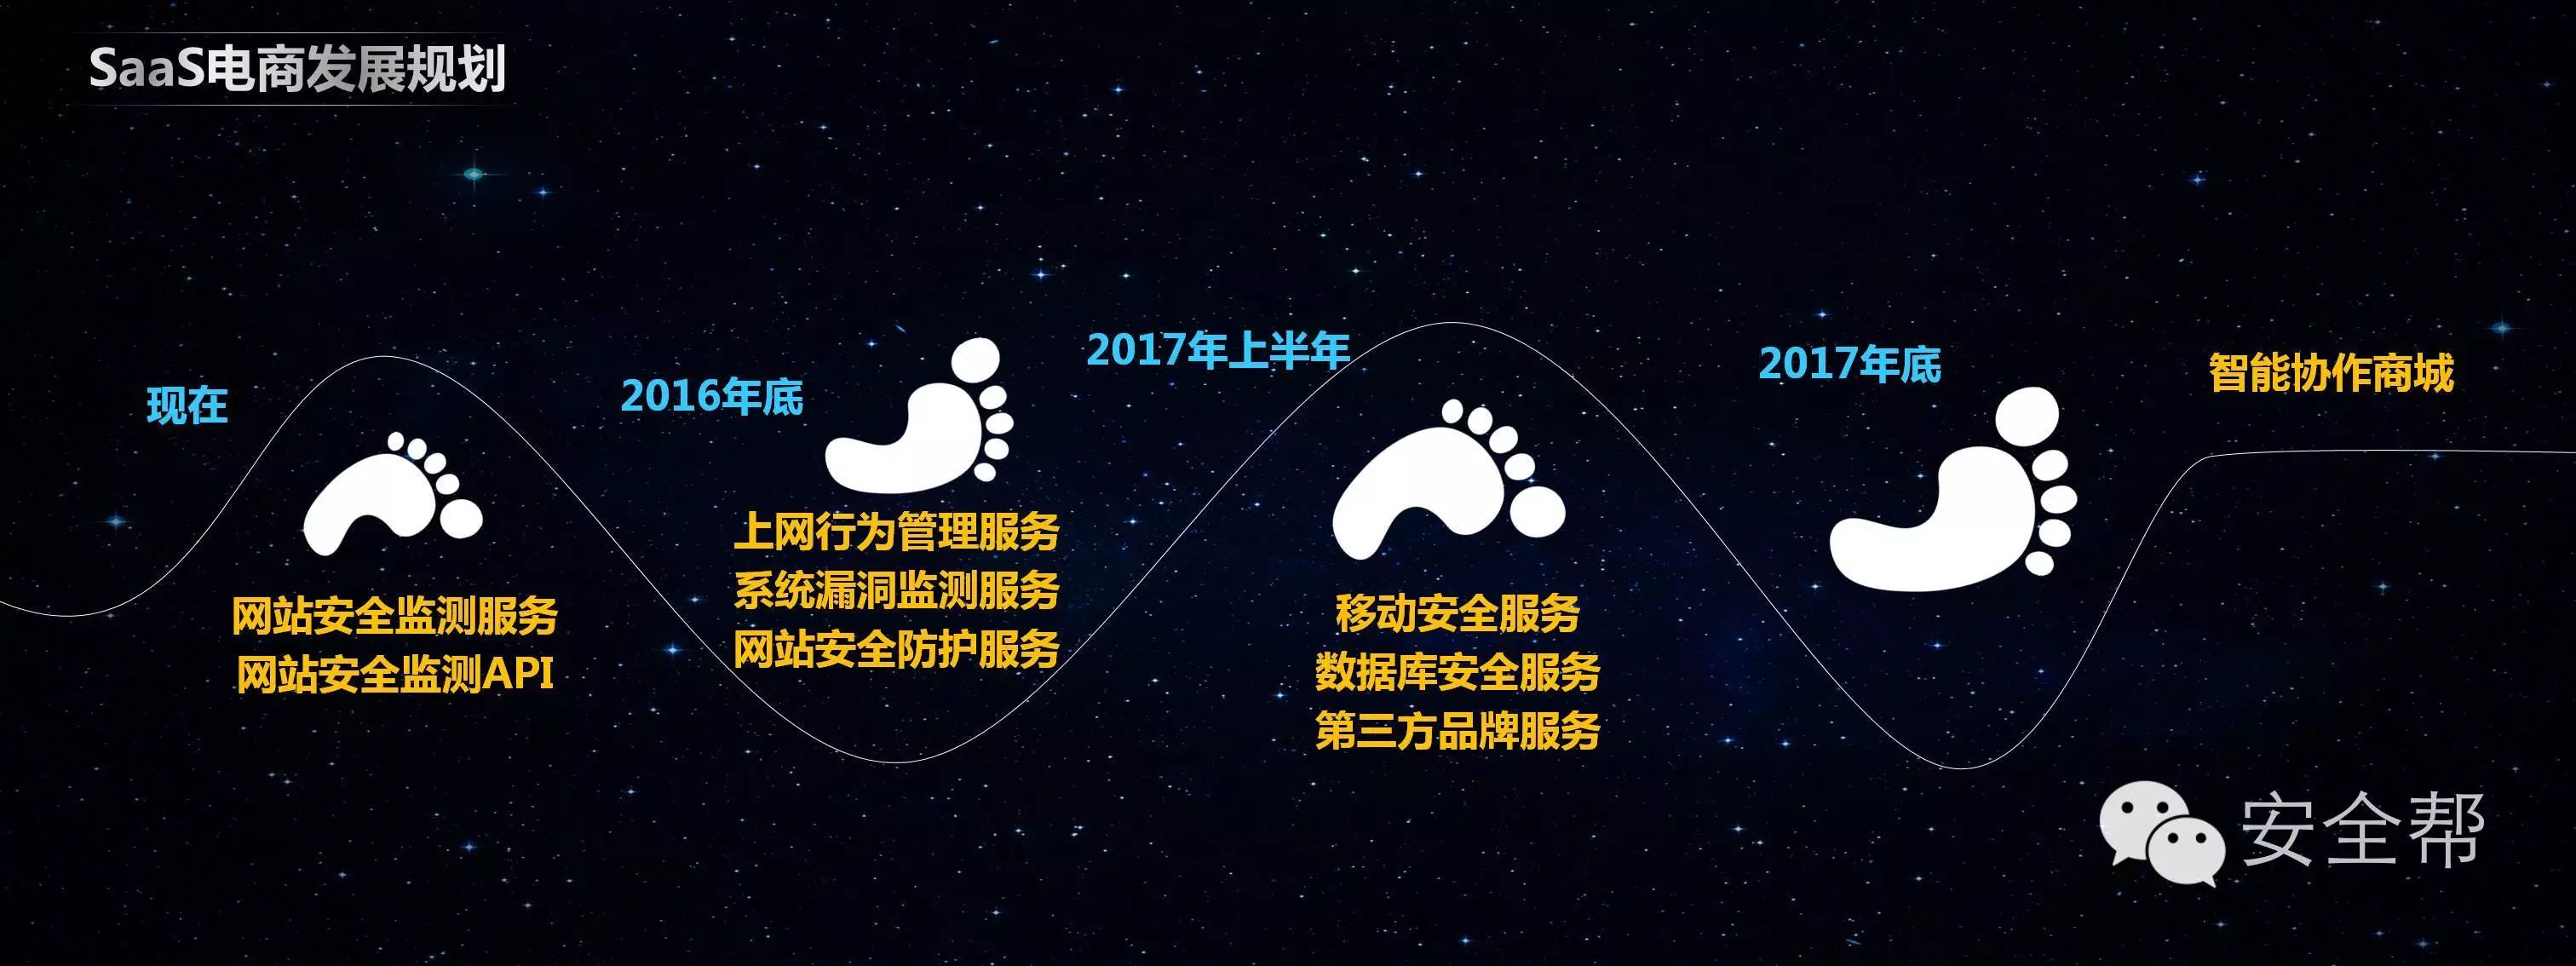 SaaS电商发展规划
现在
网站安全监测服务
网站安全监测API
2016年底
上网行为管理服务
系统漏洞监测服务
网站安全防护服务
2017年上半年
移动安全服务
数据库安全服务
第三方品牌服务
2017年底
智能协作商城
安全帮